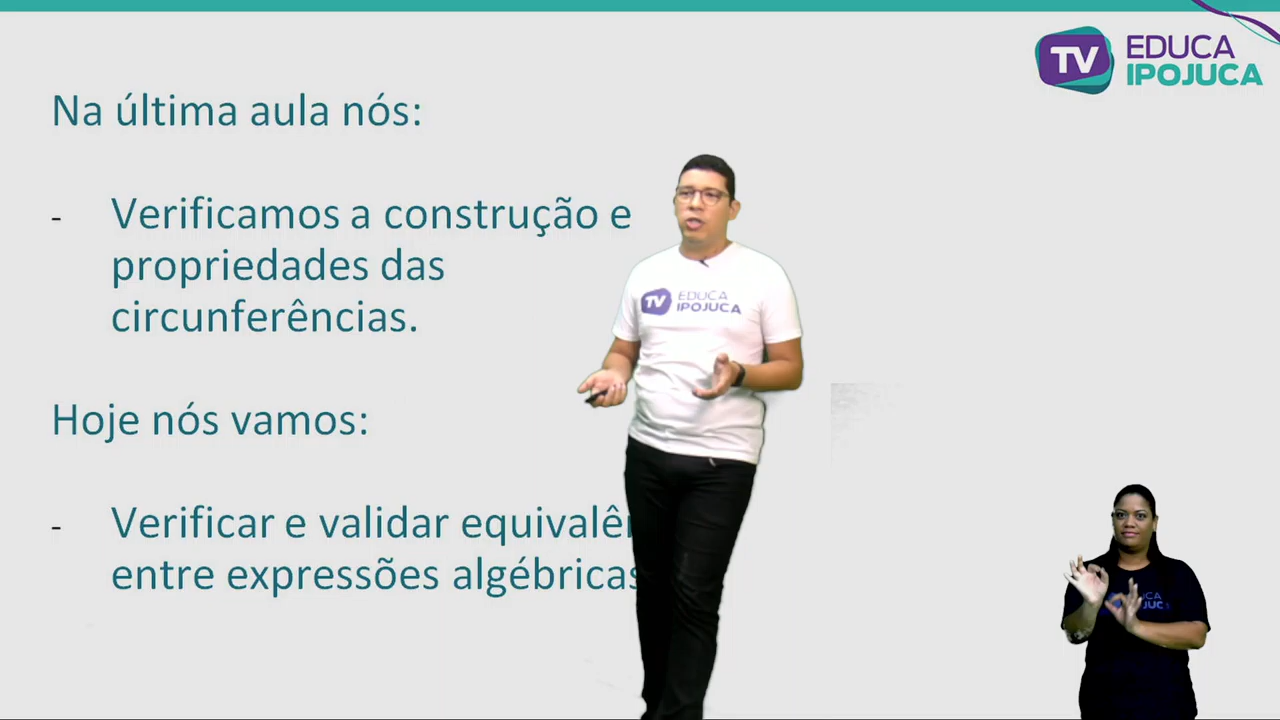 TV EDUCA
IPOJUCA
Na última aula nós:
- Verificamos a construção e
propriedades das
circunferências.
TV EDUCA
IPOJUCA
Hoje nós vamos:
- Verificar e validar
entre expressões algébricas